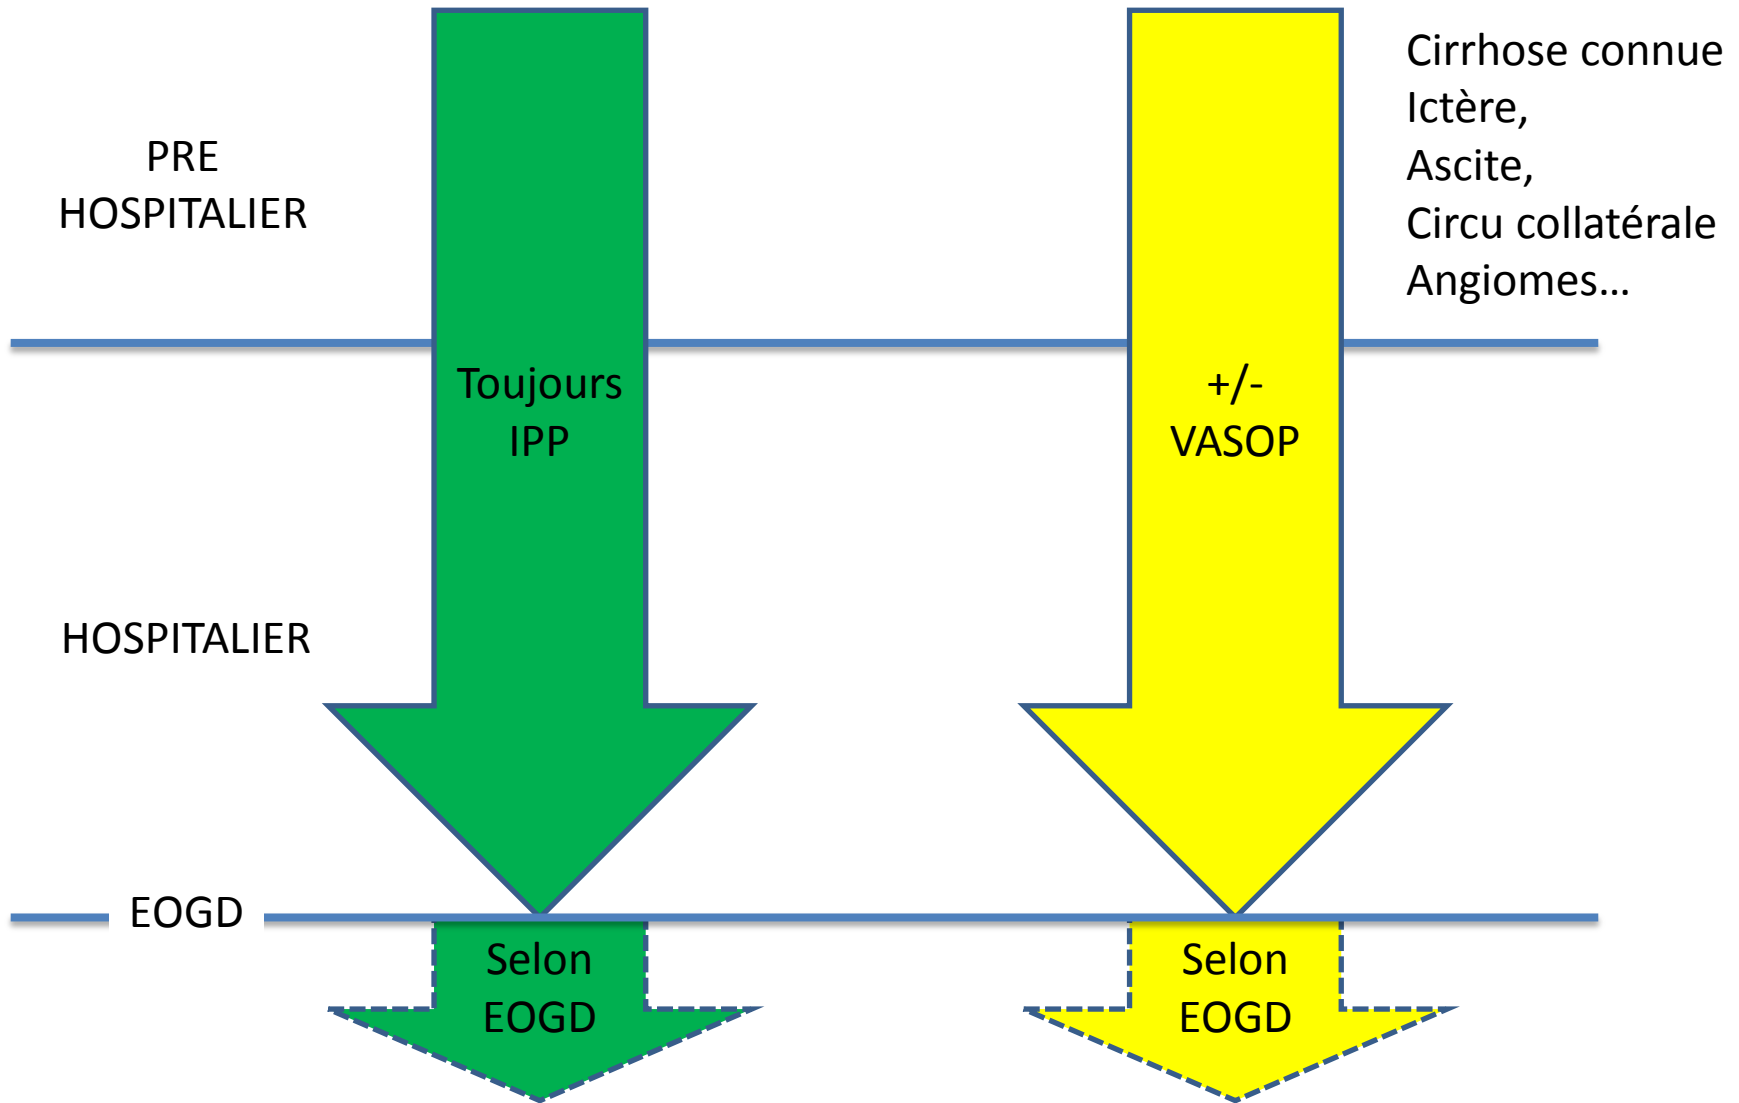 PRE
HOSPITALIER
Cirrhose connue
Ictère,
Ascite,
Circu collatérale
Angiomes...
Toujours
IPP
+/-
VASOP
HOSPITALIER
EOGD
Selon
EOGD
Selon
EOGD